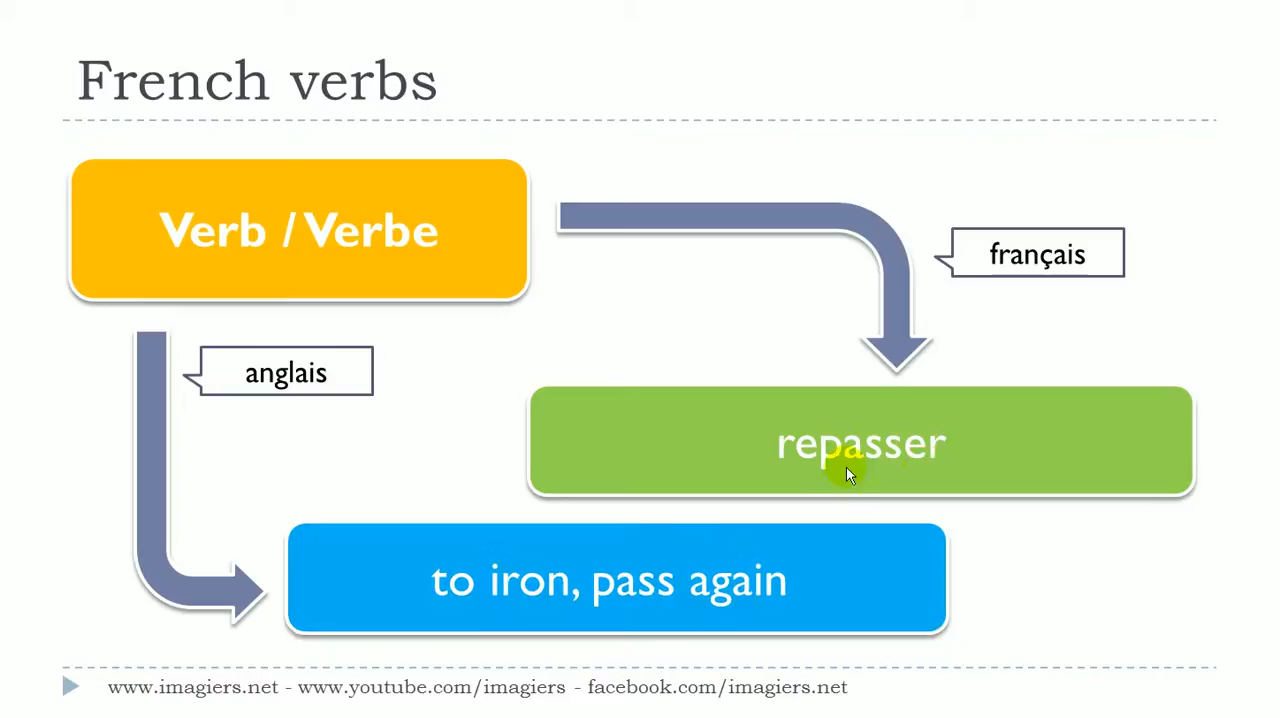 French verbs
Verb / Verbe
français
anglais
repasser
to iron, pass again
www.imagiers.net - www.youtube.com/imagiers - facebook.com/imagiers.net